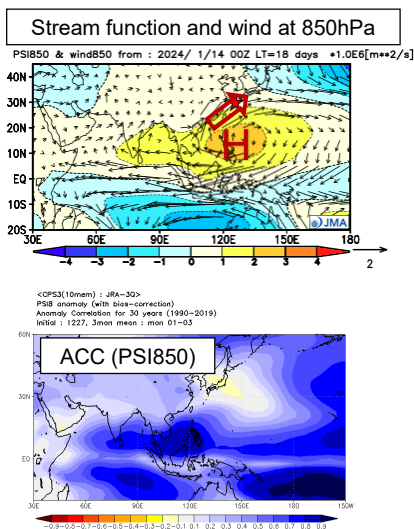 Stream function and wind at 850hPa
PSI850 & wind850 from : 2024/ 1/14 00Z LT=18 days *1.0E6[m**2/s]
40N
30N
20N
10N
EQ
10S
20S
H
JMA
30E 60E 90E 120E 150E 180
-4 -3 -2 -1 0 1 2 3 4
2
<CPS3(10mem) : JRA-3Q>
PSI8 anomaly (with bias-correction)
Anomaly Correlation for 30 years (1990-2019)
Initial : 1227, 3mon mean : mon 01-03
ACC (PSI850)
60N
30N
EQ
30S
30E 60E 90E 120E 150E 180 150W
-0.9-0.8-0.7-0.6-0.5-0.4-0.3-0.2-0.1 0.1 0.2 0.3 0.4 0.5 0.6 0.7 0.8 0.9